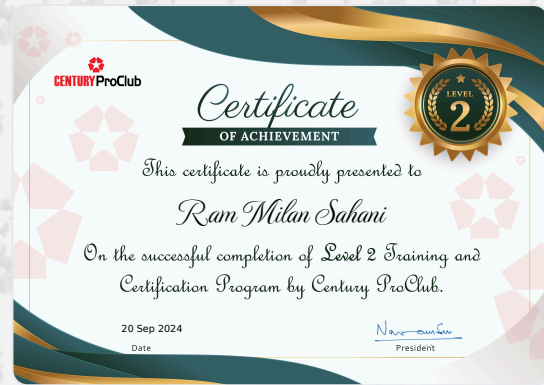 CENTURY ProClub
LEVEL
2
Certificate
OF ACHIEVEMENT
This certificate is proudly presented to
Ram Milan Sahani
On the successful completion of Level 2 Training and
Certification Program by Century ProClub.
20 Sep 2024
Date
President